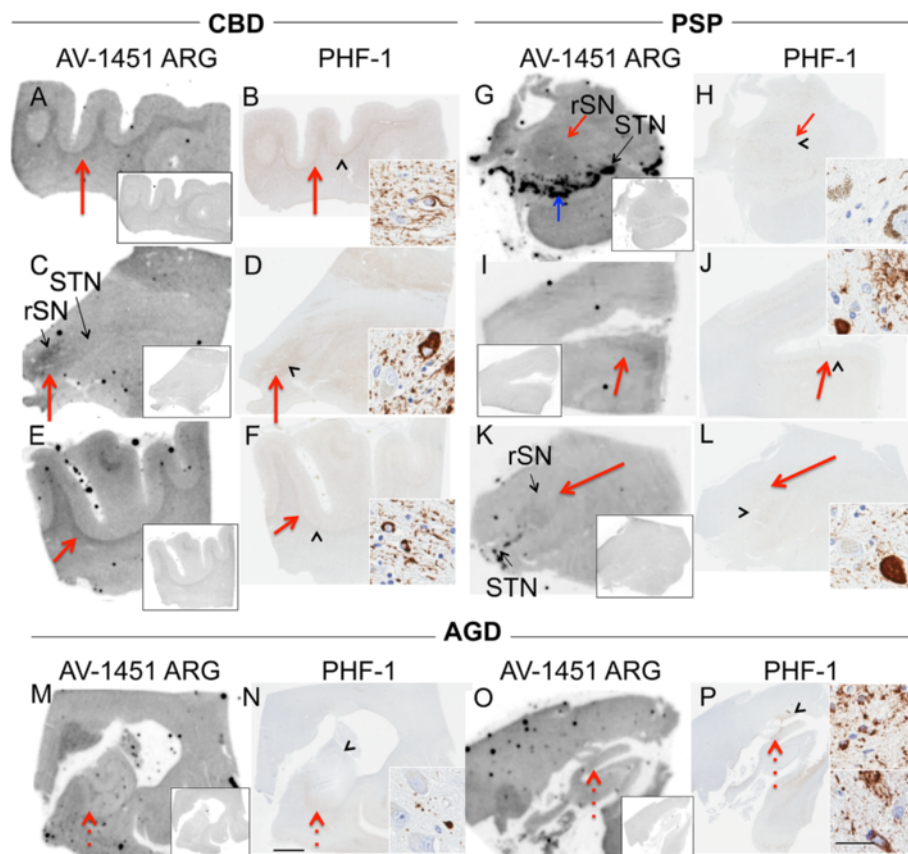 CBD PSP
AV-1451 ARG PHF-1 AV-1451 ARG PHF-1
A B G rSN STN H
C STN rSN D I J
E F K rSN STN L
AGD
AV-1451 ARG PHF-1 AV-1451 ARG PHF-1
M N O P